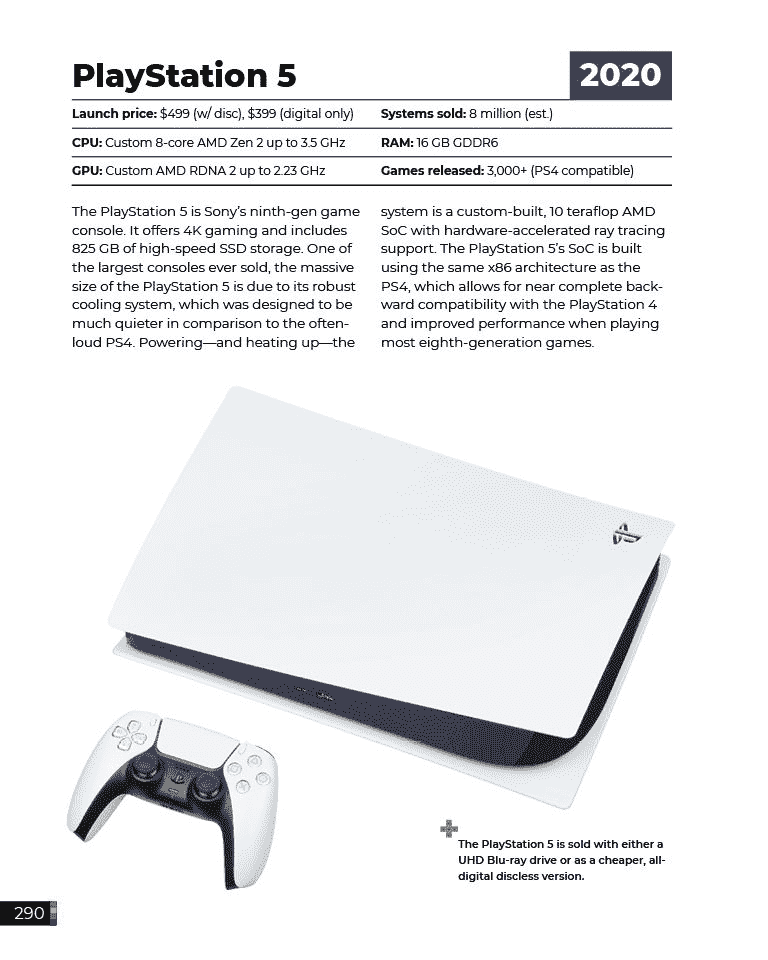 PlayStation 5
2020
Launch price: $499 (w/ disc), $399 (digital only)
Systems sold: 8 million (est.)
CPU: Custom 8-core AMD Zen 2 up to 3.5 GHz
RAM: 16 GB GDDR6
GPU: Custom AMD RDNA 2 up to 2.23 GHz
Games released: 3,000+ (PS4 compatible)
The PlayStation 5 is Sony’s ninth-gen game
console. It offers 4K gaming and includes
825 GB of high-speed SSD storage. One of
the largest consoles ever sold, the massive
size of the PlayStation 5 is due to its robust
cooling system, which was designed to be
much quieter in comparison to the often-
loud PS4. Powering—and heating up—the
system is a custom-built, 10 teraflop AMD
SoC with hardware-accelerated ray tracing
support. The PlayStation 5’s SoC is built
using the same x86 architecture as the
PS4, which allows for near complete back-
ward compatibility with the PlayStation 4
and improved performance when playing
most eighth-generation games.
The PlayStation 5 is sold with either a
UHD Blu-ray drive or as a cheaper, all-
digital discless version.
290